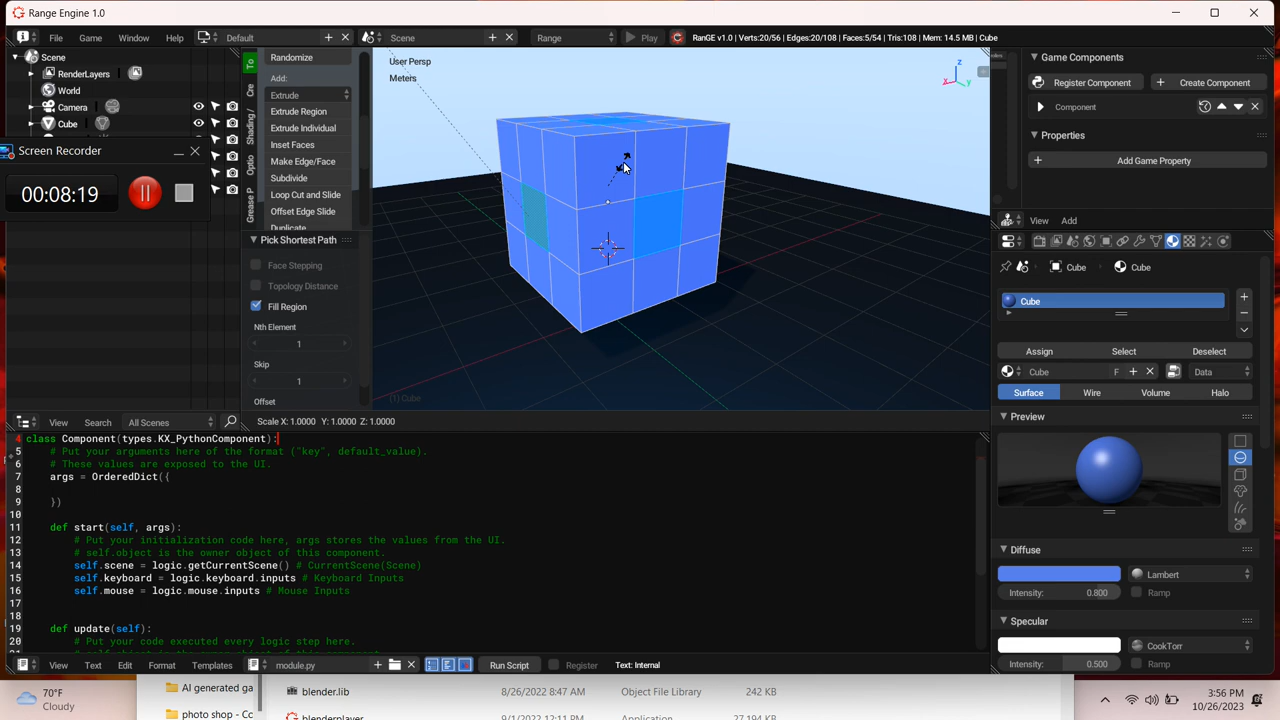 Range Engine 1.0
File Game Window Help Default Scene Range Play RanGE v1.0 | Verts:20/56 | Edges:20/108 | Faces:5/54 | Tris:108 | Mem: 14.5 MB | Cube
Scene
RenderLayers
World
Camera
Cube
Screen Recorder
00:08:19
View Search All Scenes
To
Cre
Shading /
Optio
Grease P
Randomize
Add:
Extrude
Extrude Region
Extrude Individual
Inset Faces
Make Edge/Face
Subdivide
Loop Cut and Slide
Offset Edge Slide
Duplicate
Pick Shortest Path
Face Stepping
Topology Distance
Fill Region
Nth Element
1
Skip
1
Offset
User Persp
Meters
z
x
y
(1) Cube
Scale X: 1.0000 Y: 1.0000 Z: 1.0000
4 class Component(types.KX_PythonComponent):
5 # Put your arguments here of the format ("key", default_value).
6 # These values are exposed to the UI.
7 args = OrderedDict({
8
9 })
10
11 def start(self, args):
12 # Put your initialization code here, args stores the values from the UI.
13 # self.object is the owner object of this component.
14 self.scene = logic.getCurrentScene() # CurrentScene(Scene)
15 self.keyboard = logic.keyboard.inputs # Keyboard Inputs
16 self.mouse = logic.mouse.inputs # Mouse Inputs
17
18
19 def update(self):
20 # Put your code executed every logic step here.
View Text Edit Format Templates module.py Run Script Register Text: Internal
Game Components
Register Component Create Component
Component
Properties
Add Game Property
View Add
Cube Cube
Cube
Assign Select Deselect
Cube F Data
Surface Wire Volume Halo
Preview
Diffuse
Lambert
Intensity: 0.800 Ramp
Specular
CookTorr
Intensity: 0.500 Ramp
70°F
Cloudy
AI generated ga
photo shop - Co
blender.lib 8/26/2022 8:47 AM Object File Library 242 KB
blenderplayer 9/1/2022 12:11 PM Application 27,194 KB
3:56 PM
10/26/2023